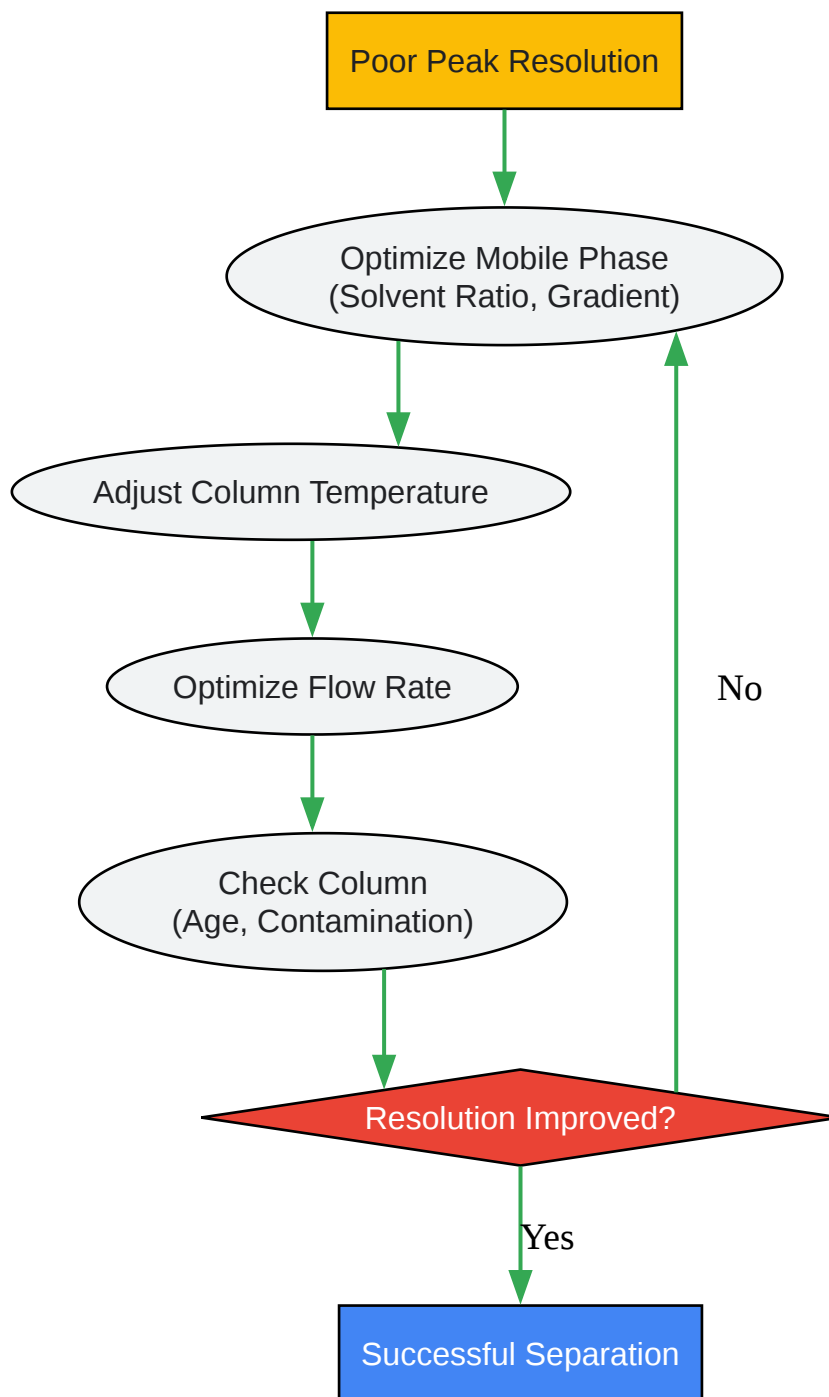 Poor Peak Resolution
Optimize Mobile Phase
(Solvent Ratio, Gradient)
Adjust Column Temperature
Optimize Flow Rate
No
Check Column
(Age, Contamination)
Resolution Improved?
Yes
Successful Separation